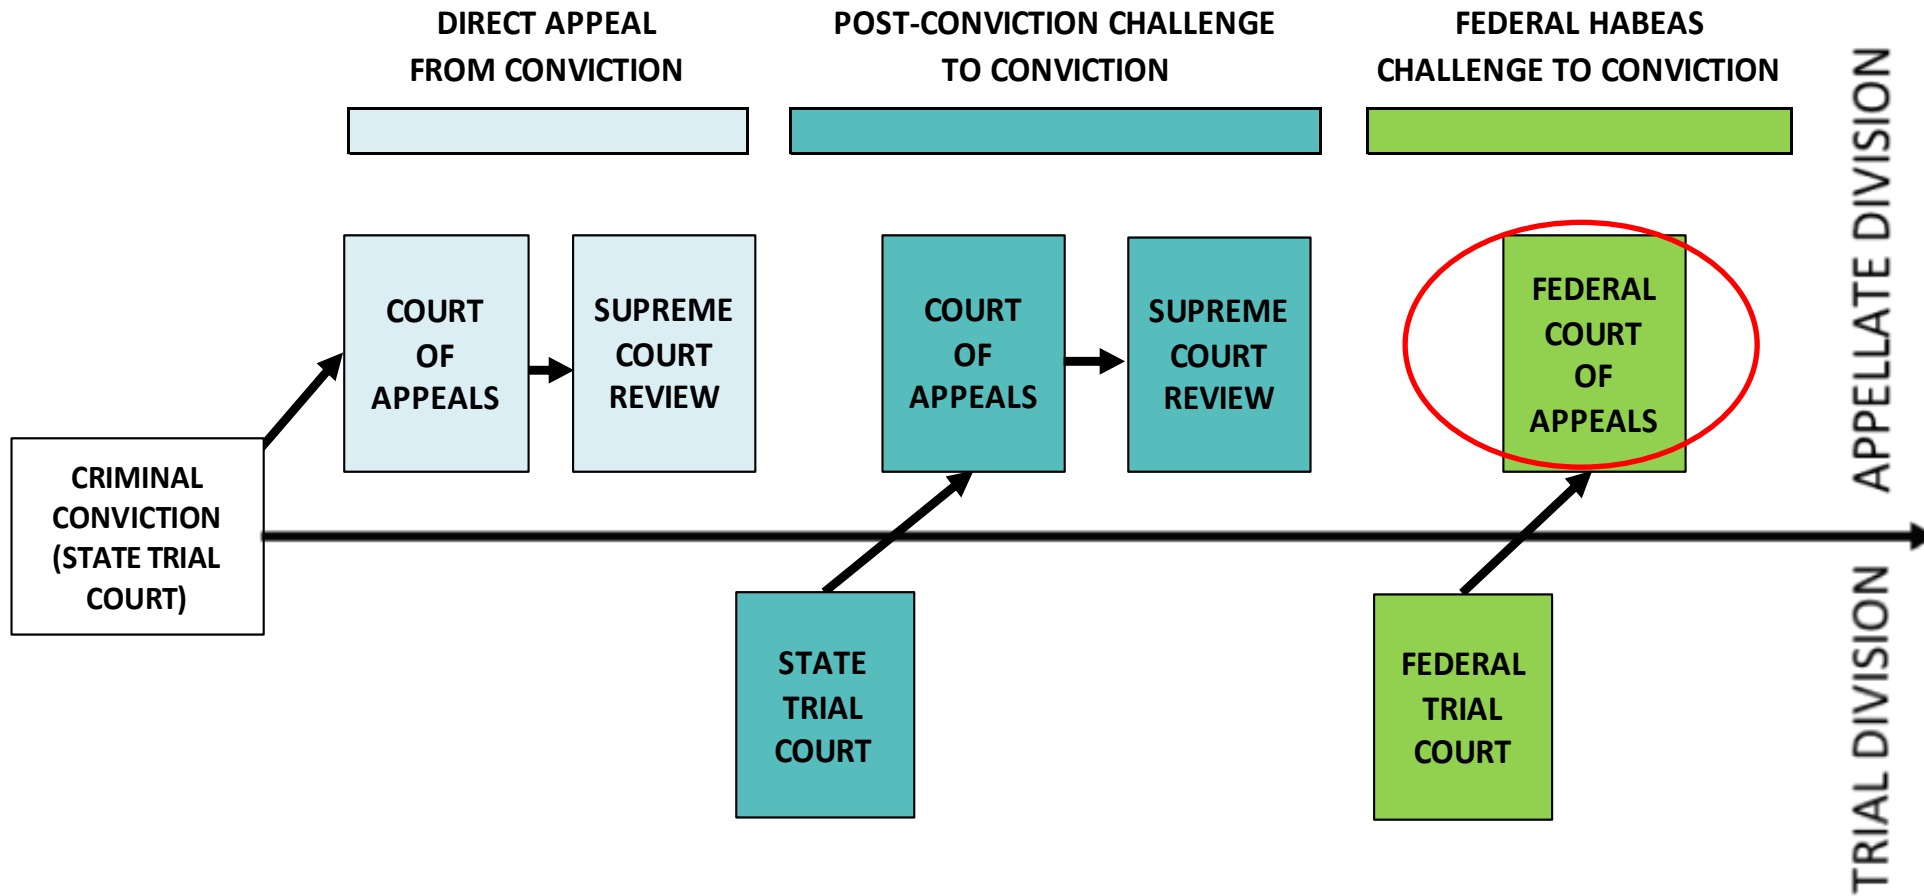 DIRECT APPEAL
FROM CONVICTION
POST-CONVICTION CHALLENGE
TO CONVICTION
FEDERAL HABEAS
CHALLENGE TO CONVICTION
APPELLATE DIVISION
COURT
OF
APPEALS
SUPREME
COURT
REVIEW
COURT
OF
APPEALS
SUPREME
COURT
REVIEW
FEDERAL
COURT
OF
APPEALS
CRIMINAL
CONVICTION
(STATE TRIAL
COURT)
STATE
TRIAL
COURT
FEDERAL
TRIAL
COURT
TRIAL DIVISION